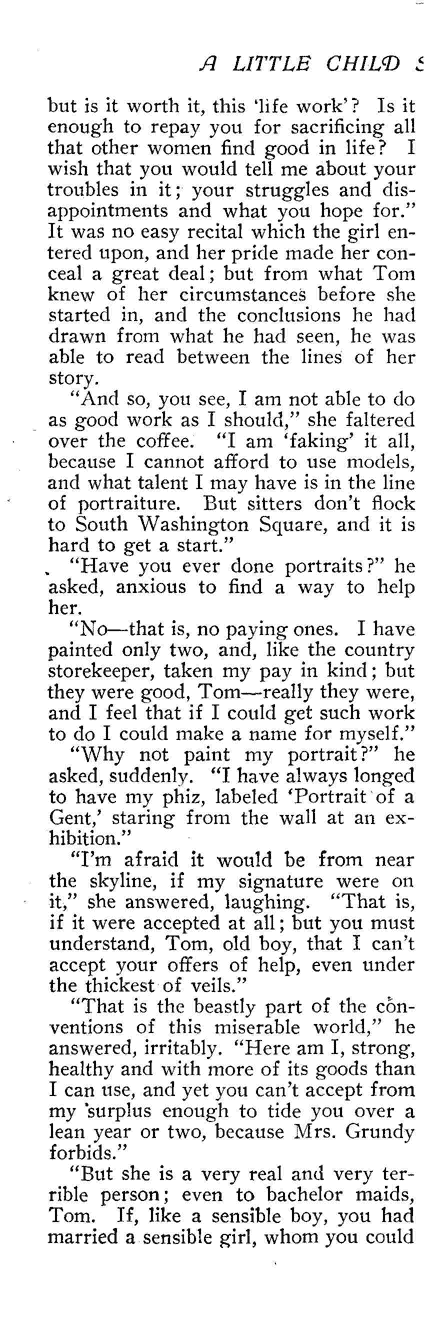 A LITTLE CHILD S
but is it worth it, this ‘life work’? Is it
enough to repay you for sacrificing all
that other women find good in life? I
wish that you would tell me about your
troubles in it; your struggles and dis-
appointments and what you hope for.”
It was no easy recital which the girl en-
tered upon, and her pride made her con-
ceal a great deal; but from what Tom
knew of her circumstances before she
started in, and the conclusions he had
drawn from what he had seen, he was
able to read between the lines of her
story.
“And so, you see, I am not able to do
as good work as I should,” she faltered
over the coffee. “I am ‘faking’ it all,
because I cannot afford to use models,
and what talent I may have is in the line
of portraiture. But sitters don’t flock
to South Washington Square, and it is
hard to get a start.”
“Have you ever done portraits?” he
asked, anxious to find a way to help
her.
“No—that is, no paying ones. I have
painted only two, and, like the country
storekeeper, taken my pay in kind; but
they were good, Tom—really they were,
and I feel that if I could get such work
to do I could make a name for myself.”
“Why not paint my portrait?” he
asked, suddenly. “I have always longed
to have my phiz, labeled ‘Portrait of a
Gent,’ staring from the wall at an ex-
hibition.”
“I’m afraid it would be from near
the skyline, if my signature were on
it,” she answered, laughing. “That is,
if it were accepted at all; but you must
understand, Tom, old boy, that I can’t
accept your offers of help, even under
the thickest of veils.”
“That is the beastly part of the con-
ventions of this miserable world,” he
answered, irritably. “Here am I, strong,
healthy and with more of its goods than
I can use, and yet you can’t accept from
my surplus enough to tide you over a
lean year or two, because Mrs. Grundy
forbids.”
“But she is a very real and very ter-
rible person; even to bachelor maids,
Tom. If, like a sensible boy, you had
married a sensible girl, whom you could